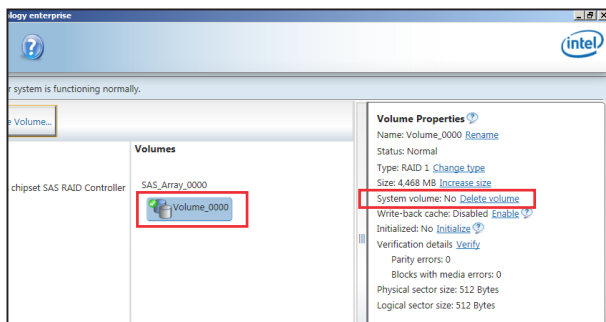 ology enterprise
intel
r system is functioning normally.
e Volume...
Volumes
chipset SAS RAID Controller
SAS_Array_0000
Volume_0000
Volume Properties
Name: Volume_0000 Rename
Status: Normal
Type: RAID 1 Change type
Size: 4,468 MB Increase size
System volume: No Delete volume
Write-back cache: Disabled Enable
Initialized: No Initialize
Verification details Verify
Parity errors: 0
Blocks with media errors: 0
Physical sector size: 512 Bytes
Logical sector size: 512 Bytes